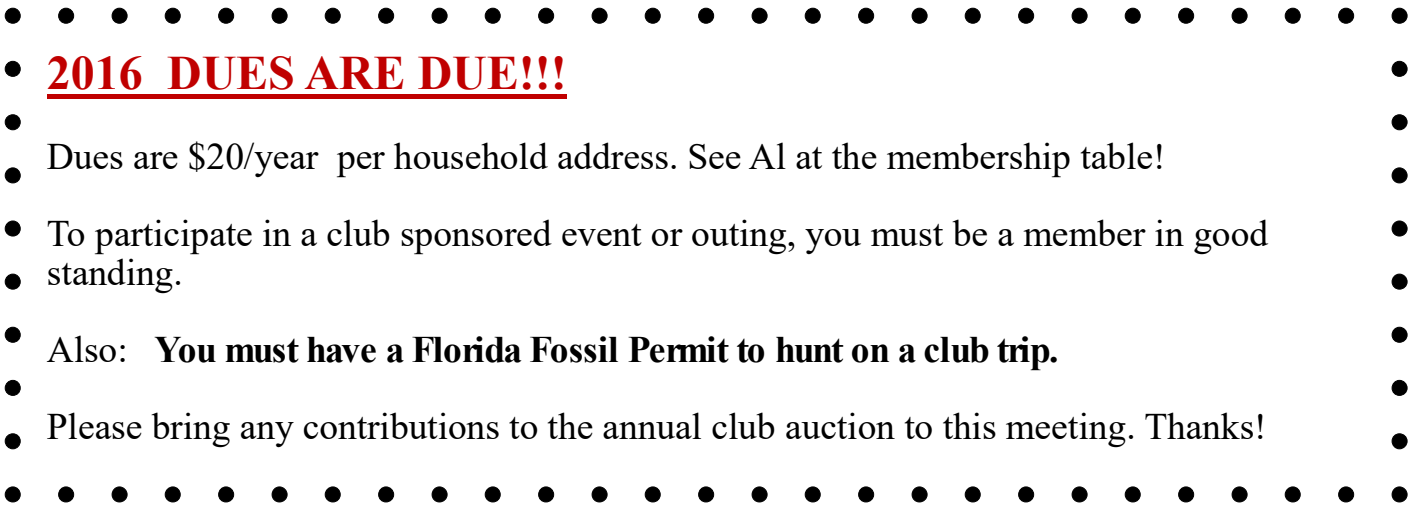 2016  DUES ARE DUE!!!
Dues are $20/year  per household address. See Al at the membership table!
To participate in a club sponsored event or outing, you must be a member in good
standing.
Also:   You must have a Florida Fossil Permit to hunt on a club trip.
Please bring any contributions to the annual club auction to this meeting. Thanks!